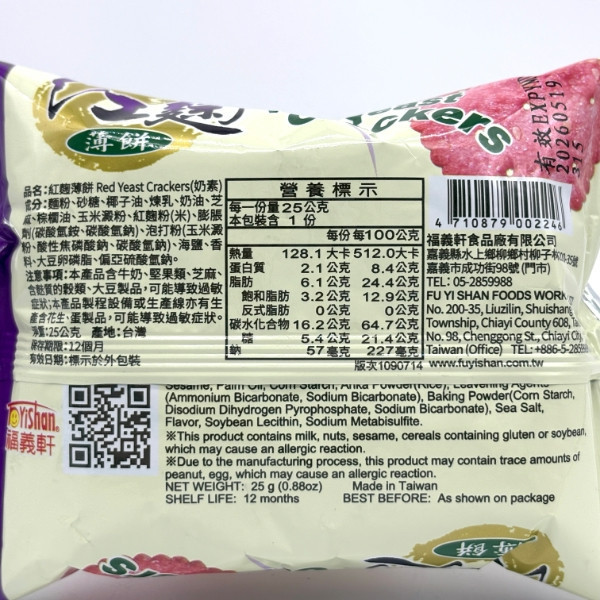 薄餅
Crackers
有效 EXP
20260519
315
品名:紅麴薄餅 Red Yeast Crackers(奶素)
成分:麵粉、砂糖、椰子油、煉乳、奶油、芝
麻、棕櫚油、玉米澱粉、紅麴粉(米)、膨脹
劑(碳酸氫銨、碳酸氫鈉)、泡打粉(玉米澱
粉、酸性焦磷酸鈉、碳酸氫鈉)、海鹽、香
料、大豆卵磷脂、偏亞硫酸氫鈉。
注意事項:本產品含牛奶、堅果類、芝麻、
含麩質的穀類、大豆製品,可能導致過敏
症狀;本產品製程設備或生產線亦有生
產含花生、蛋製品,可能導致過敏症狀。
淨重:25公克 產地:台灣
保存期限:12個月
有效日期:標示於外包裝
營養標示
每一份量25公克
本包裝含 1 份
每份 每100公克
熱量 128.1大卡 512.0大卡
蛋白質 2.1公克 8.4公克
脂肪 6.1公克 24.4公克
飽和脂肪 3.2公克 12.9公克
反式脂肪 0公克 0公克
碳水化合物 16.2公克 64.7公克
糖 5.4公克 21.4公克
鈉 57毫克 227毫克
版次1090714
4 710879 002246
福義軒食品廠有限公司
嘉義縣水上鄉柳鄉村柳子林
嘉義市成功街98號(門市)
TEL: 05-2859988
FU YI SHAN FOODS WORK
No. 200-35, Liuzilin, Shuishang
Township, Chiayi County 608, Ta
No. 98, Chenggong St., Chiayi City
Taiwan (Office) TEL:+886-5-2859
www.fuyishan.com.tw
Sesame, Palm Oil, Corn Starch, Anka Powder(Rice), Leavening Agents
(Ammonium Bicarbonate, Sodium Bicarbonate), Baking Powder(Corn Starch,
Disodium Dihydrogen Pyrophosphate, Sodium Bicarbonate), Sea Salt,
Flavor, Soybean Lecithin, Sodium Metabisulfite.
※This product contains milk, nuts, sesame, cereals containing gluten or soybean,
which may cause an allergic reaction.
※Due to the manufacturing process, this product may contain trace amounts of
peanut, egg, which may cause an allergic reaction.
NET WEIGHT: 25 g (0.88oz) Made in Taiwan
SHELF LIFE: 12 months BEST BEFORE: As shown on package
YiShan
福義軒
薄餅